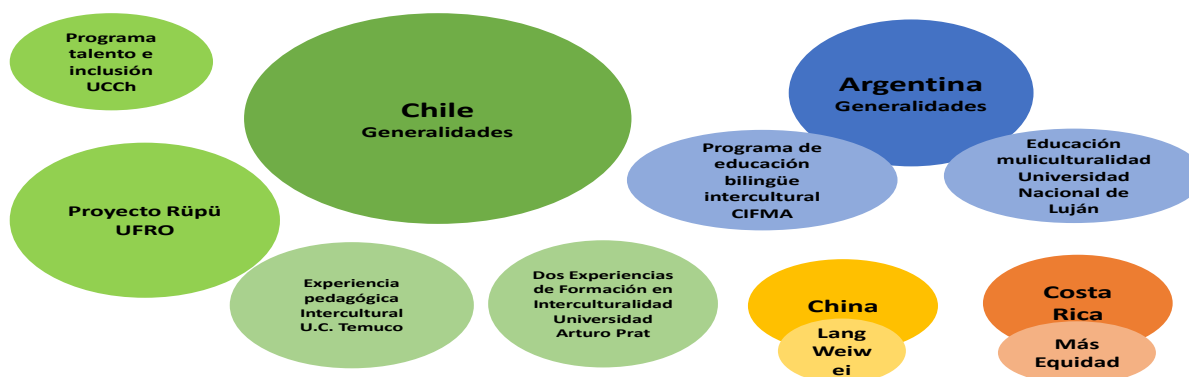 Programa
talento e
inclusión
UCCh
Chile
Generalidades
Argentina
Generalidades
Programa de
educación
bilingüe
intercultural
CIFMA
Educación
muliculturalidad
Universidad
Nacional de
Luján
Proyecto Rüpü
UFRO
Experiencia
pedagógica
Intercultural
U.C. Temuco
Dos Experiencias
de Formación en
Interculturalidad
Universidad
Arturo Prat
China
Lang
Weiw
ei
Costa
Rica
Más
Equidad